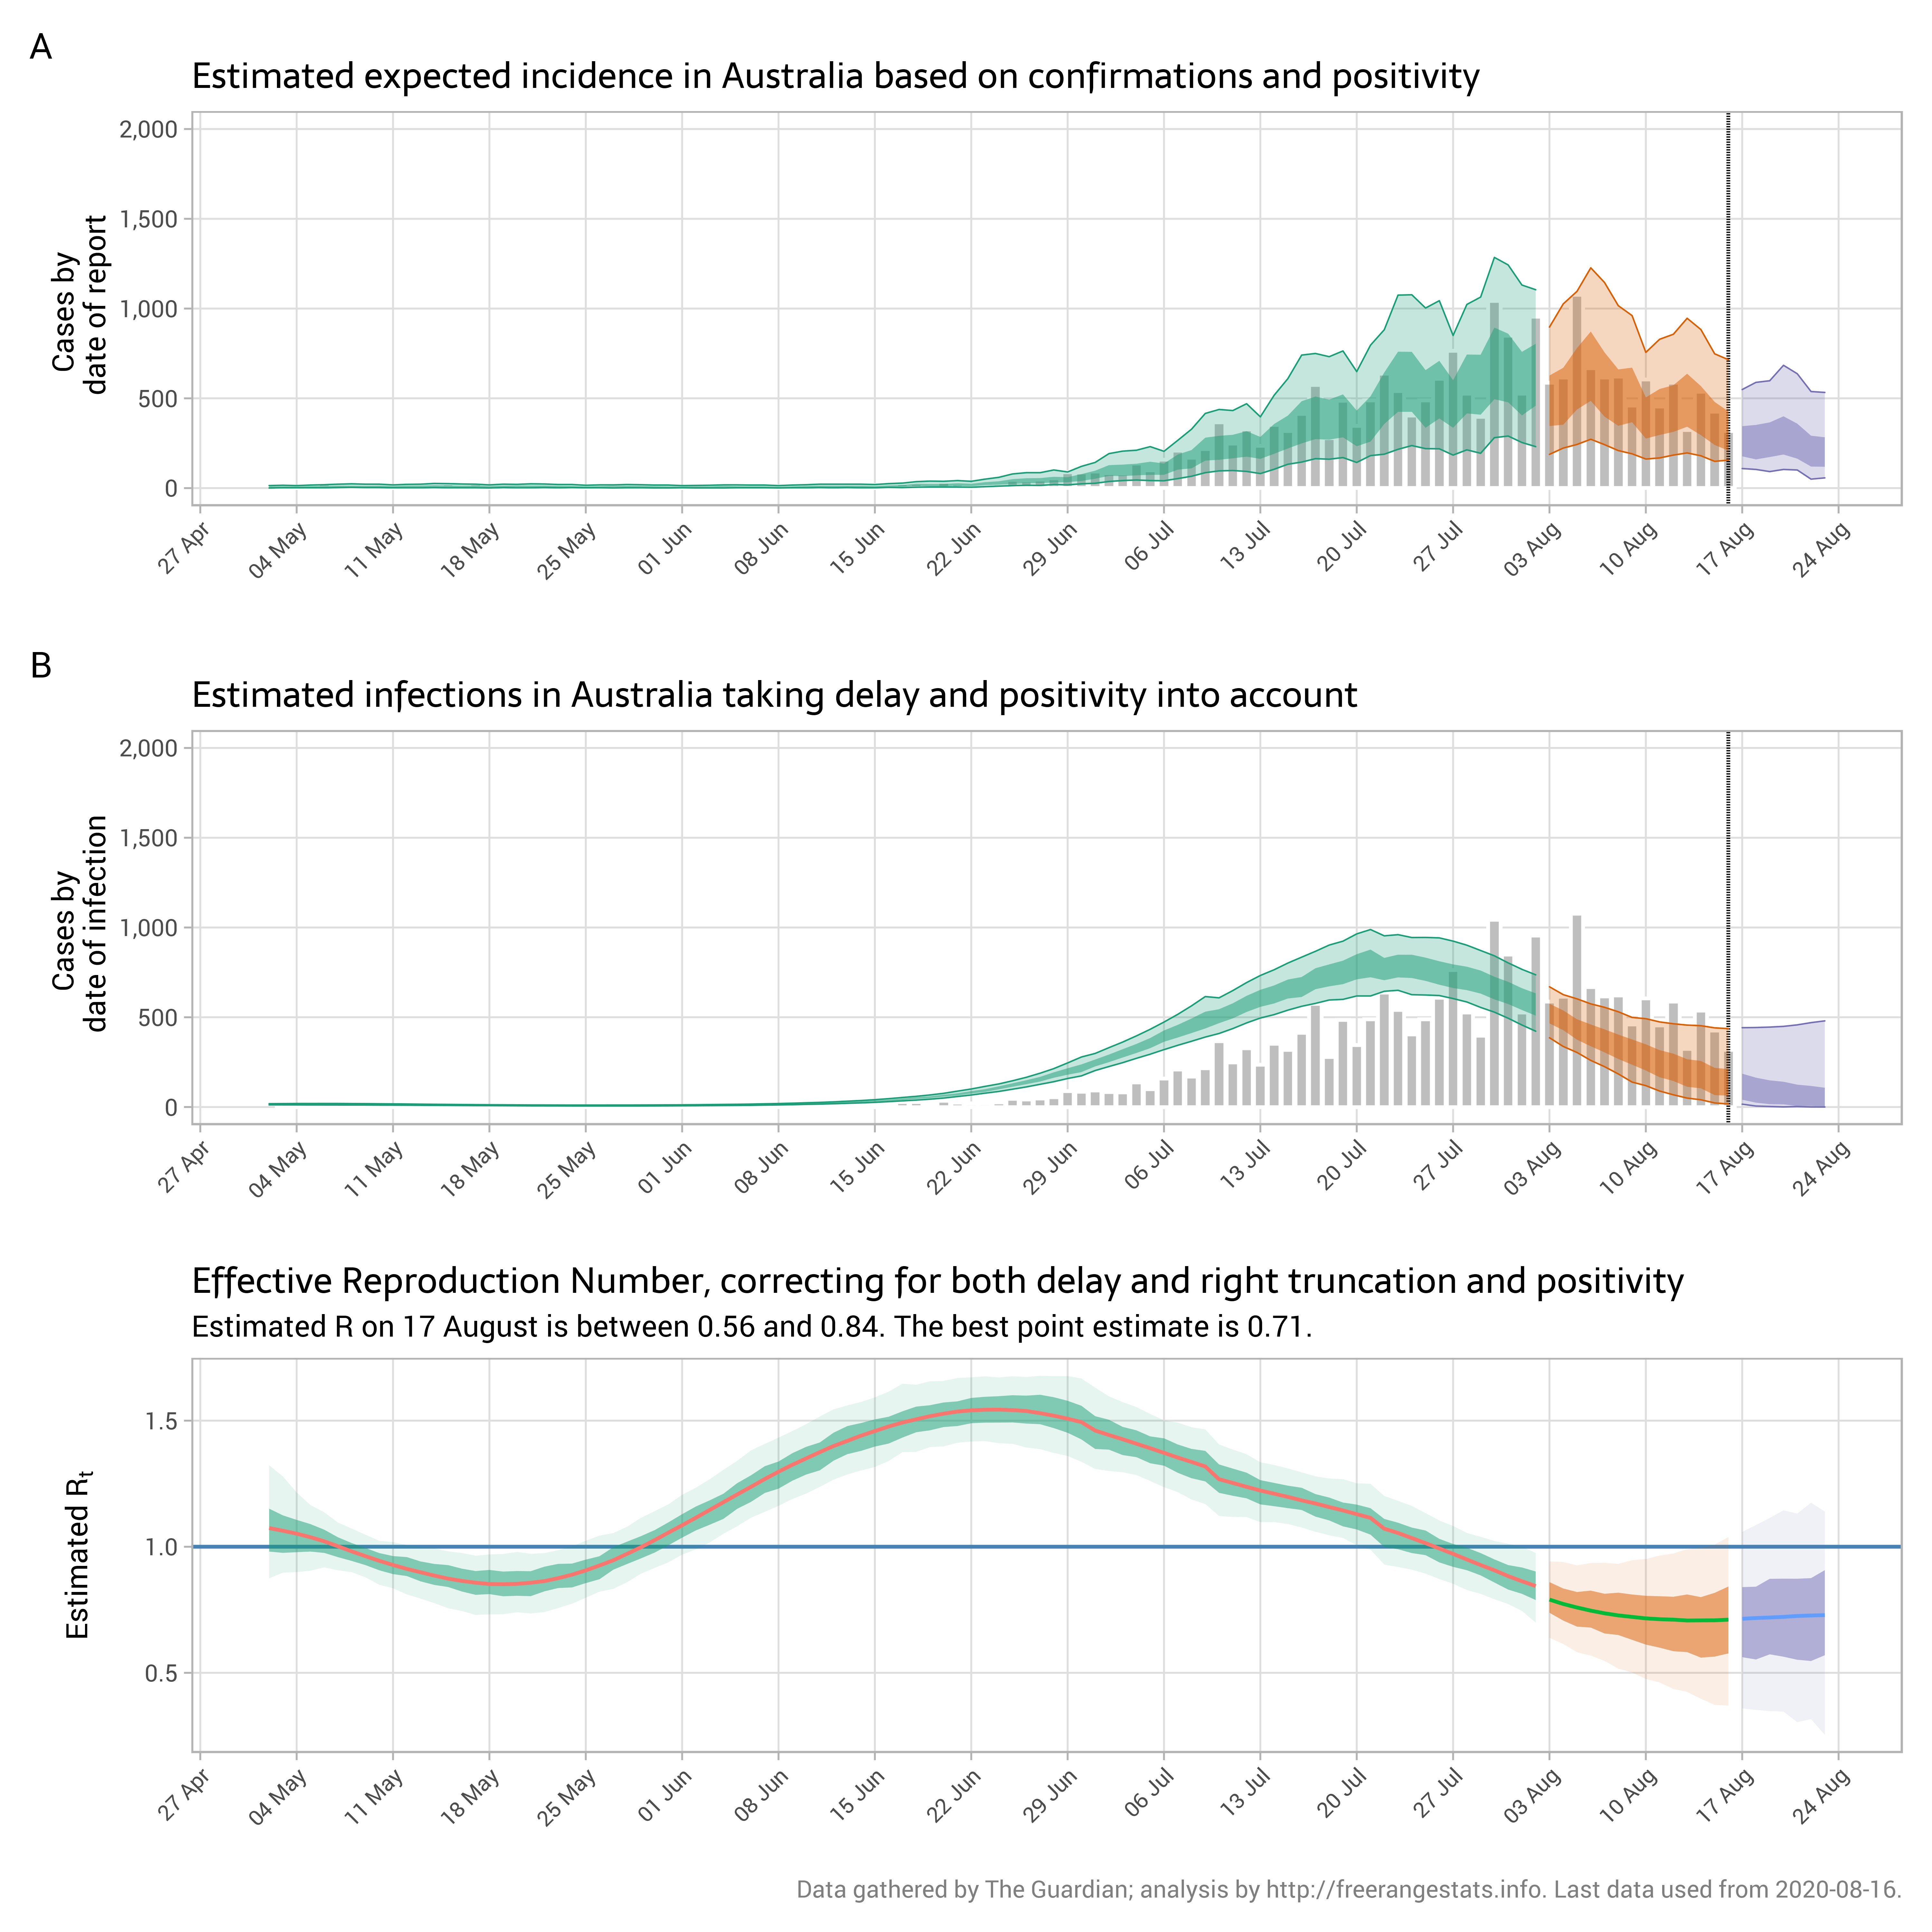 A
Estimated expected incidence in Australia based on confirmations and positivity
Cases by
date of report
2,000
1,500
1,000
500
0
27 Apr
04 May
11 May
18 May
25 May
01 Jun
08 Jun
15 Jun
22 Jun
29 Jun
06 Jul
13 Jul
20 Jul
27 Jul
03 Aug
10 Aug
17 Aug
24 Aug
B
Estimated infections in Australia taking delay and positivity into account
Cases by
date of infection
2,000
1,500
1,000
500
0
27 Apr
04 May
11 May
18 May
25 May
01 Jun
08 Jun
15 Jun
22 Jun
29 Jun
06 Jul
13 Jul
20 Jul
27 Jul
03 Aug
10 Aug
17 Aug
24 Aug
Effective Reproduction Number, correcting for both delay and right truncation and positivity
Estimated R on 17 August is between 0.56 and 0.84. The best point estimate is 0.71.
Estimated Rt
1.5
1.0
0.5
27 Apr
04 May
11 May
18 May
25 May
01 Jun
08 Jun
15 Jun
22 Jun
29 Jun
06 Jul
13 Jul
20 Jul
27 Jul
03 Aug
10 Aug
17 Aug
24 Aug
Data gathered by The Guardian; analysis by http://freerangestats.info. Last data used from 2020-08-16.